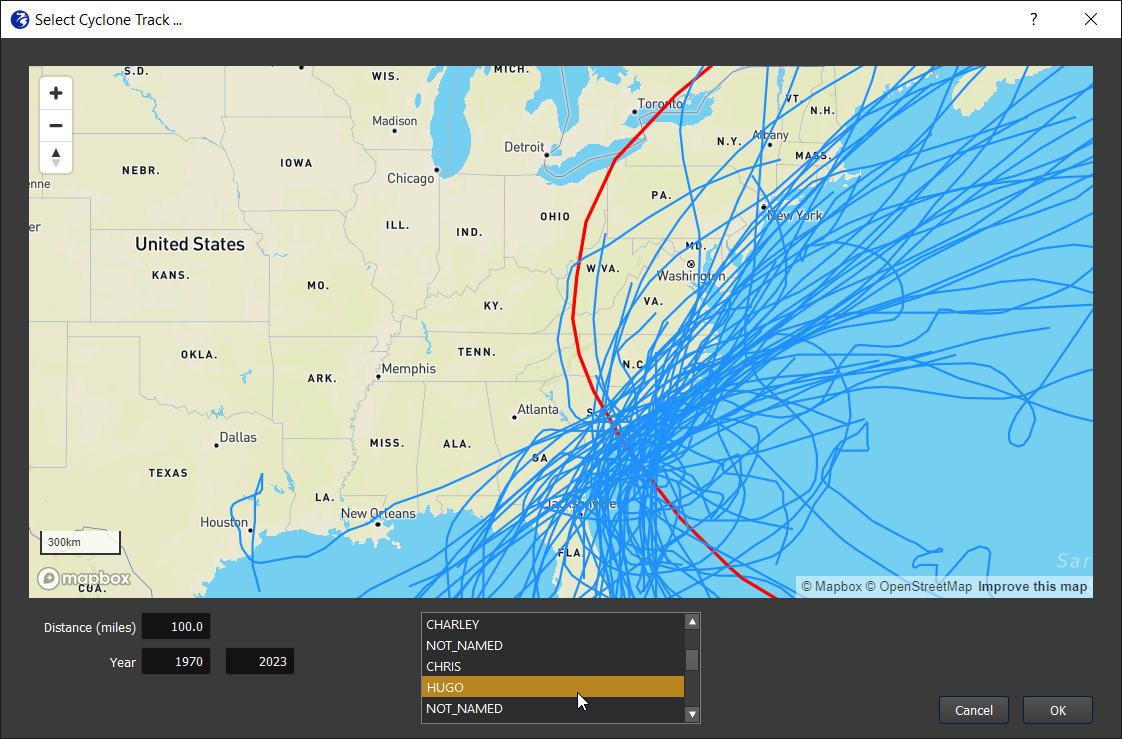 Select Cyclone Track ...
?
S.D.
WIS.
MICH.
Toronto
VT.
N.H.
Madison
Detroit
N.Y.
Albany
MASS.
NEBR.
IOWA
Chicago
enne
PA.
OHIO
New York
er
ILL.
IND.
United States
MD.
W.VA.
Washington
KANS.
MO.
KY.
VA.
TENN.
OKLA.
N.C.
Memphis
ARK.
Atlanta
S.
Dallas
MISS.
ALA.
GA.
TEXAS
LA.
New Orleans
Houston
300km
FLA.
Sar
mapbox
CUA.
© Mapbox © OpenStreetMap Improve this map
Distance (miles) 100.0
Year 1970 2023
CHARLEY
NOT_NAMED
CHRIS
HUGO
NOT_NAMED
Cancel
OK